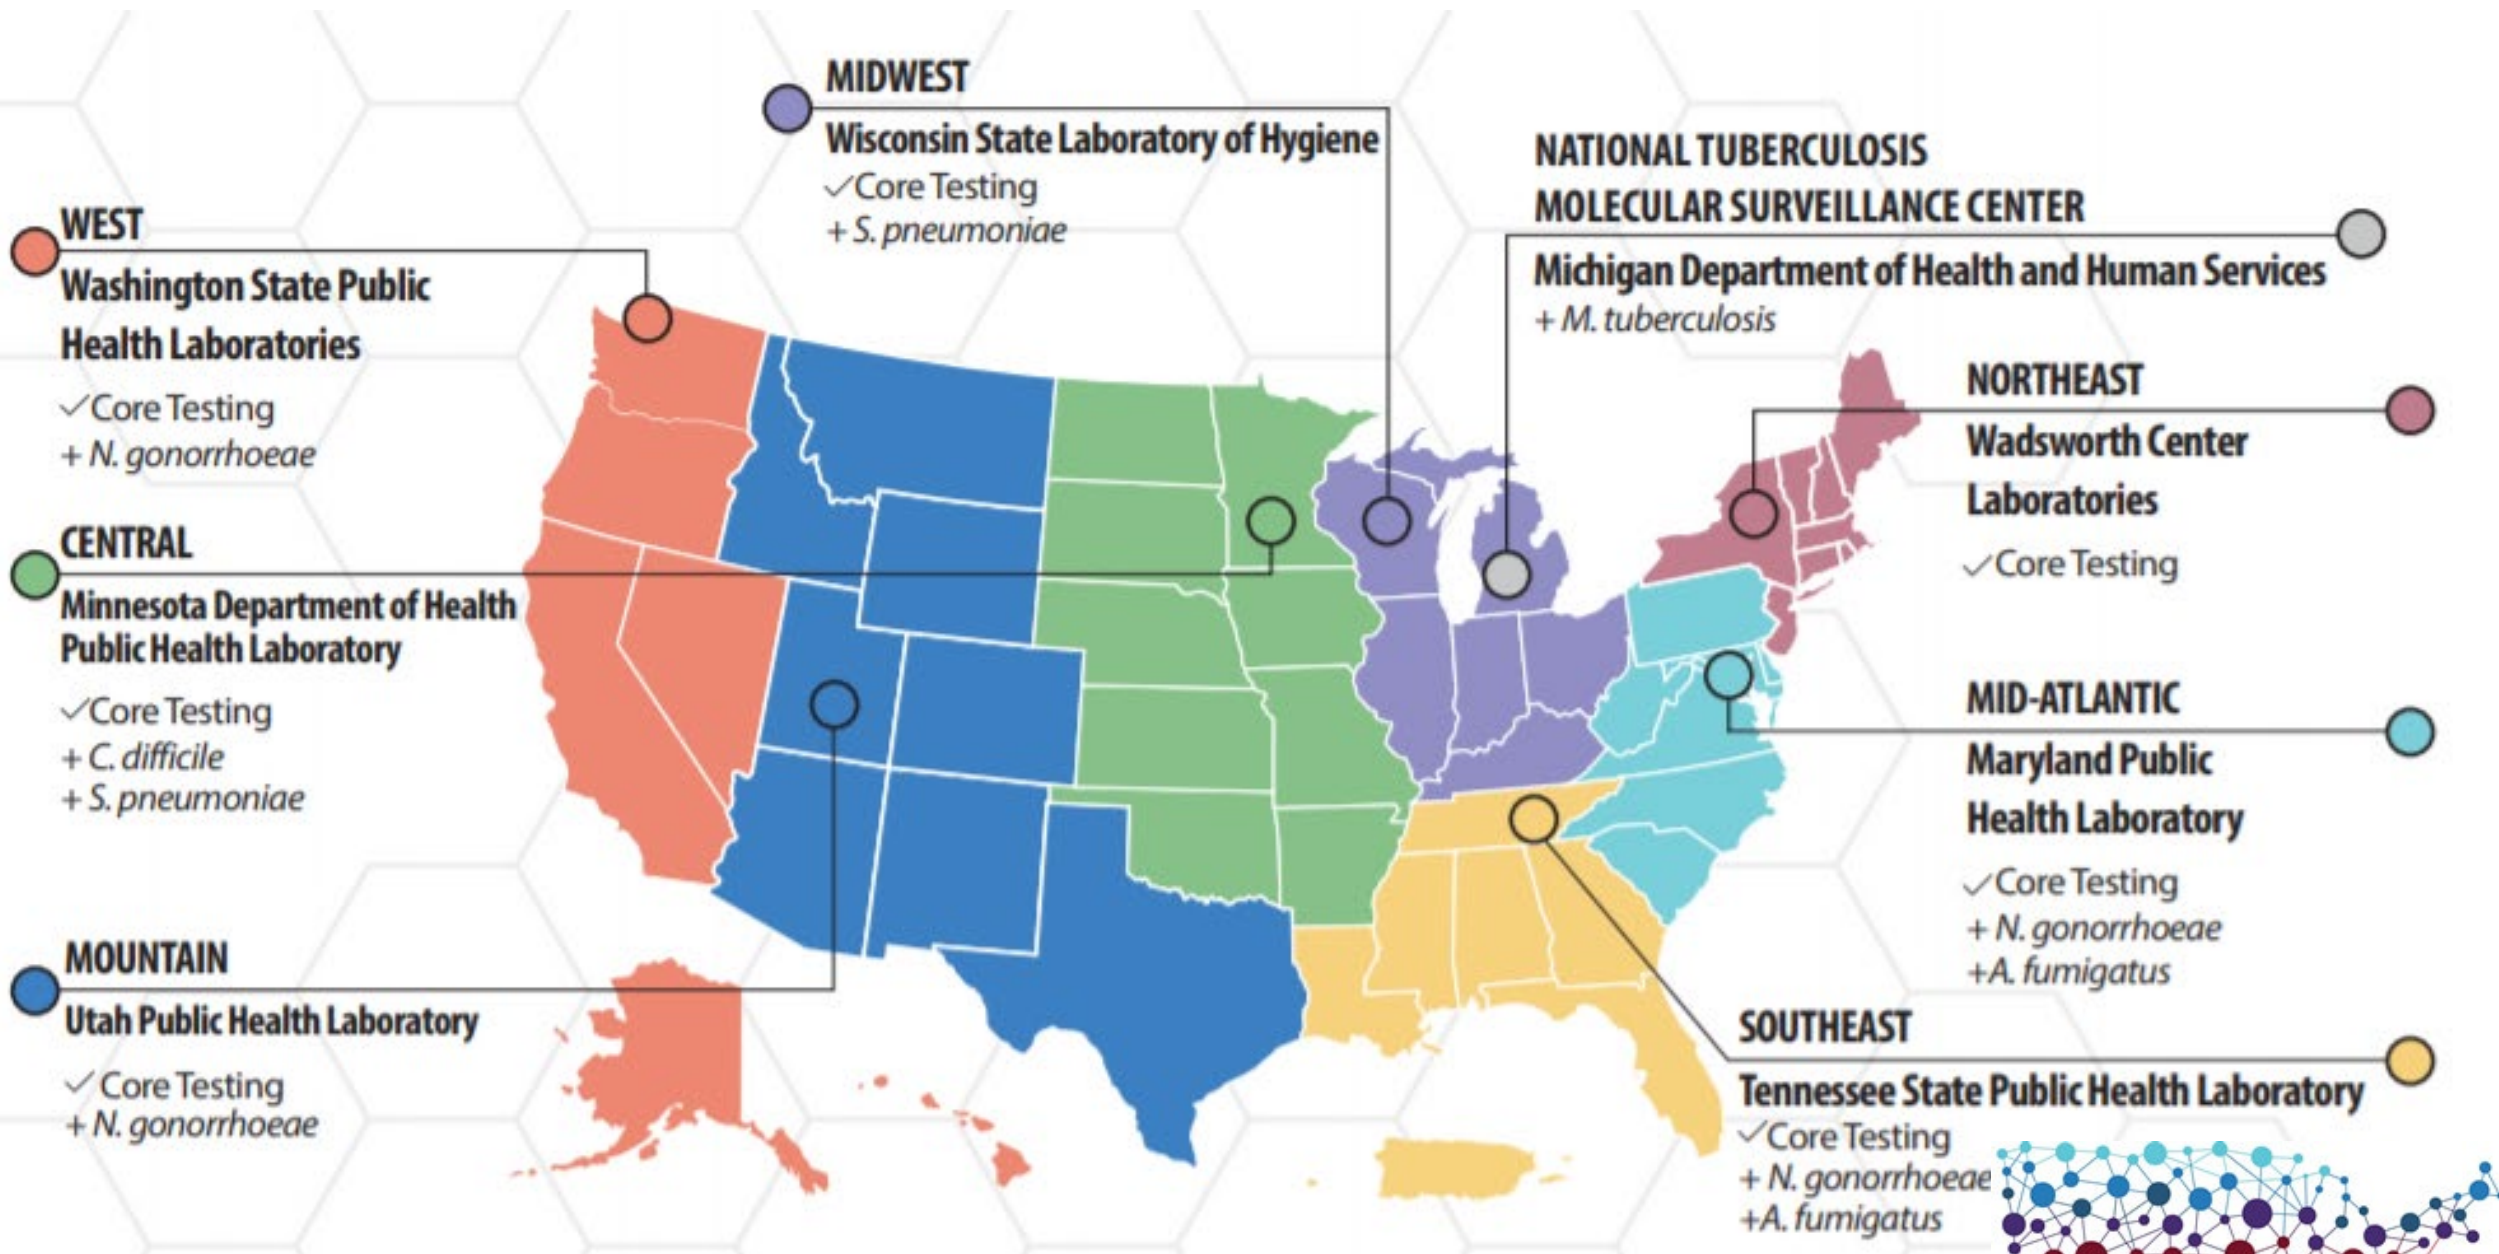 MIDWEST
Wisconsin State Laboratory of Hygiene
✓Core Testing
+ S. pneumoniae
NATIONAL TUBERCULOSIS
MOLECULAR SURVEILLANCE CENTER
Michigan Department of Health and Human Services
+ M. tuberculosis
WEST
Washington State Public
Health Laboratories
✓Core Testing
+ N. gonorrhoeae
NORTHEAST
Wadsworth Center
Laboratories
✓Core Testing
CENTRAL
Minnesota Department of Health
Public Health Laboratory
✓Core Testing
+ C. difficile
+ S. pneumoniae
MID-ATLANTIC
Maryland Public
Health Laboratory
✓Core Testing
+ N. gonorrhoeae
+A. fumigatus
MOUNTAIN
Utah Public Health Laboratory
✓ Core Testing
+ N. gonorrhoeae
SOUTHEAST
Tennessee State Public Health Laboratory
✓Core Testing
+ N. gonorrhoeae
+A. fumigatus